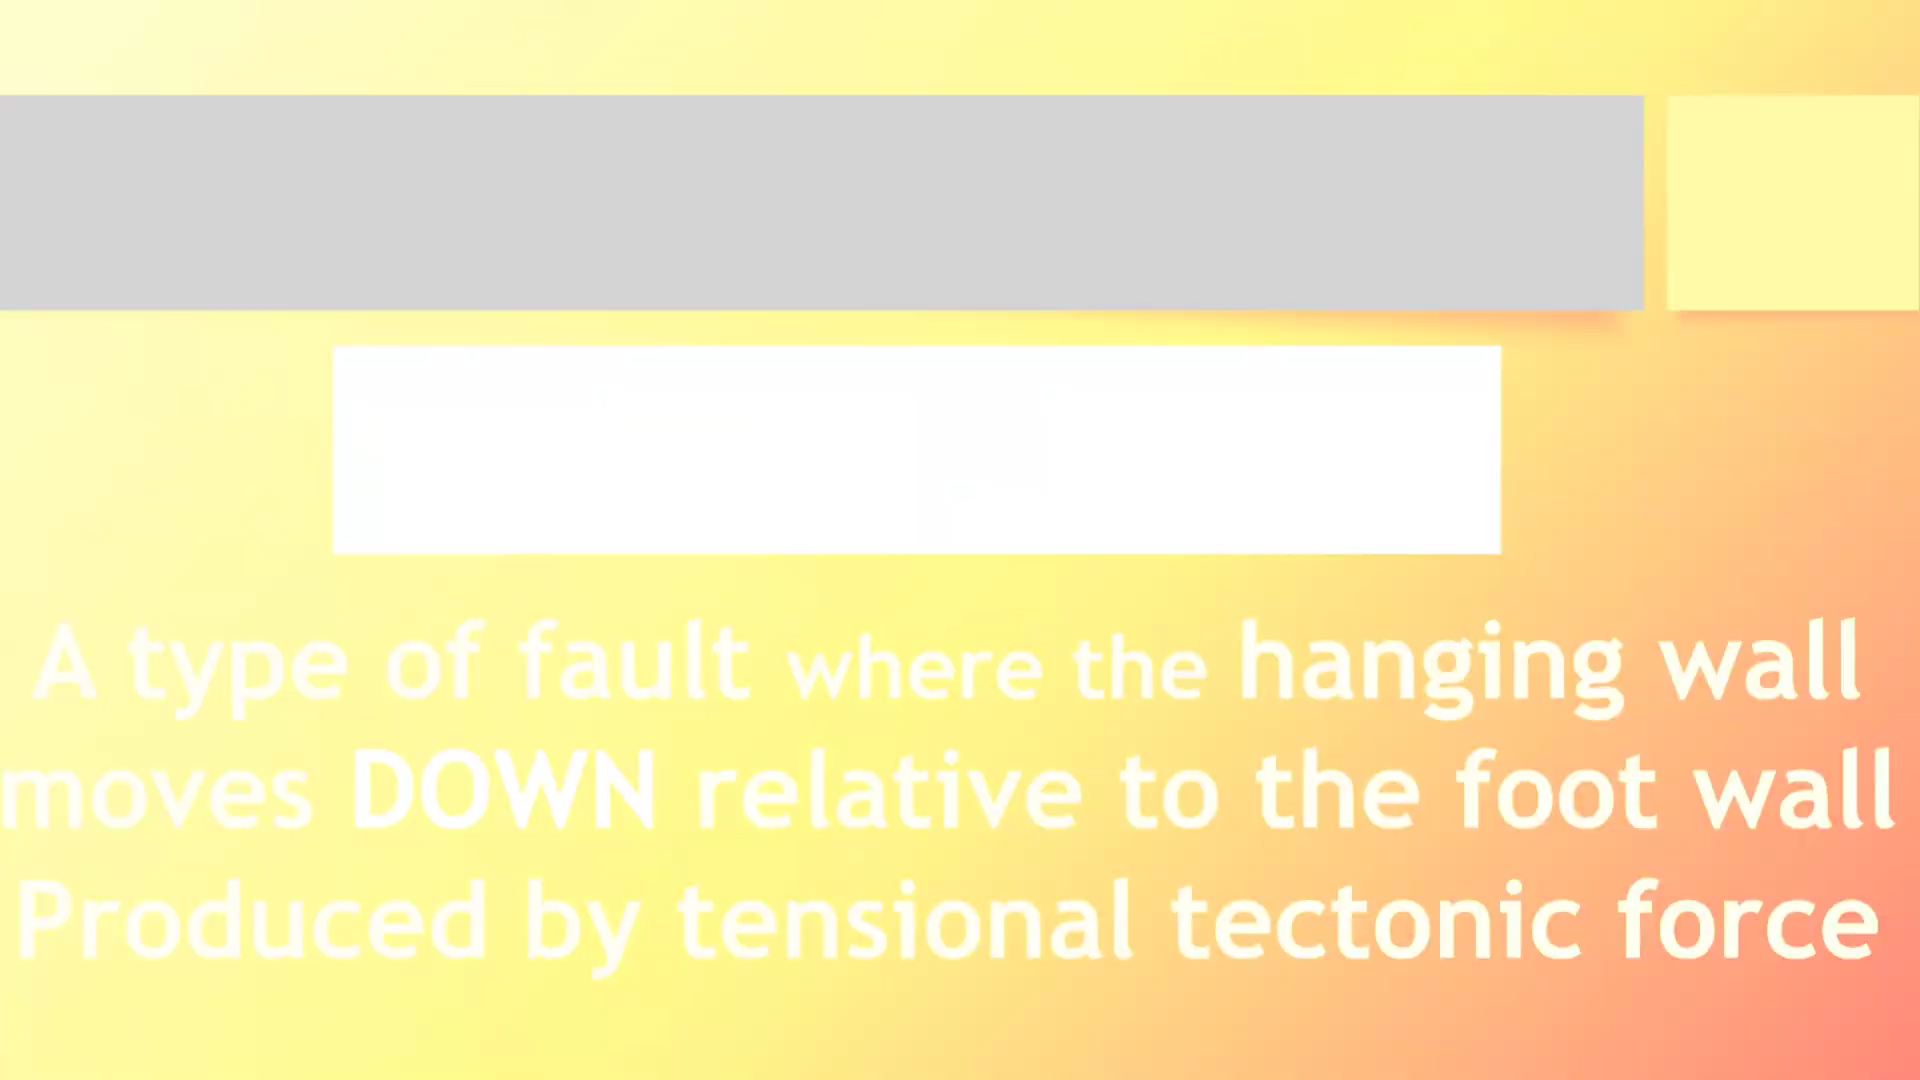 A type of fault where the hanging wall
moves DOWN relative to the foot wall
Produced by tensional tectonic force